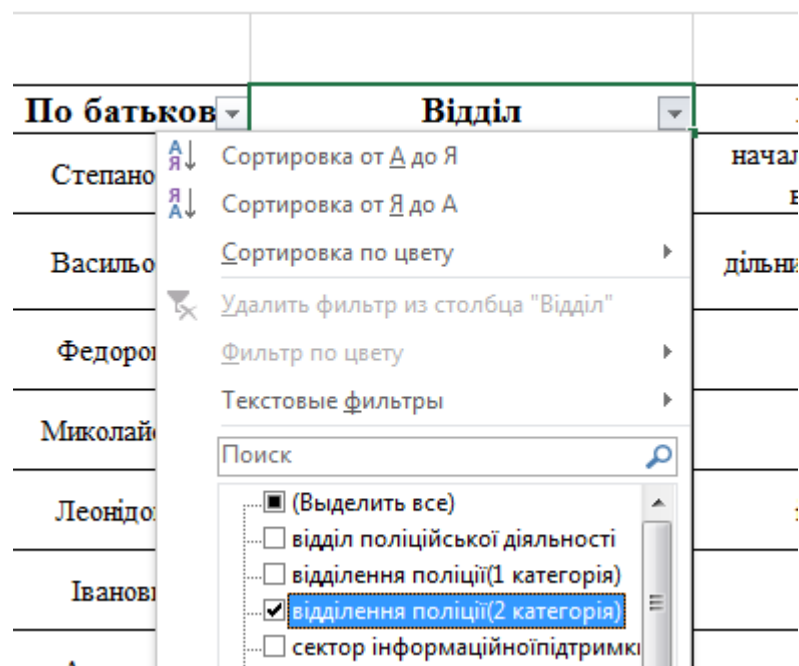 По батьков Відділ
Степано Сортировка от А до Я начал
Сортировка от Я до А
Васильо Сортировка по цвету дільни
Удалить фильтр из столбца "Відділ"
Федоро Фильтр по цвету
Текстовые фильтры
Миколай
Поиск
(Выделить все)
Леонідо
відділ поліційської діяльності
відділення поліції(1 категорія)
Іванов
відділення поліції(2 категорія)
сектор інформаційноїпідтримк